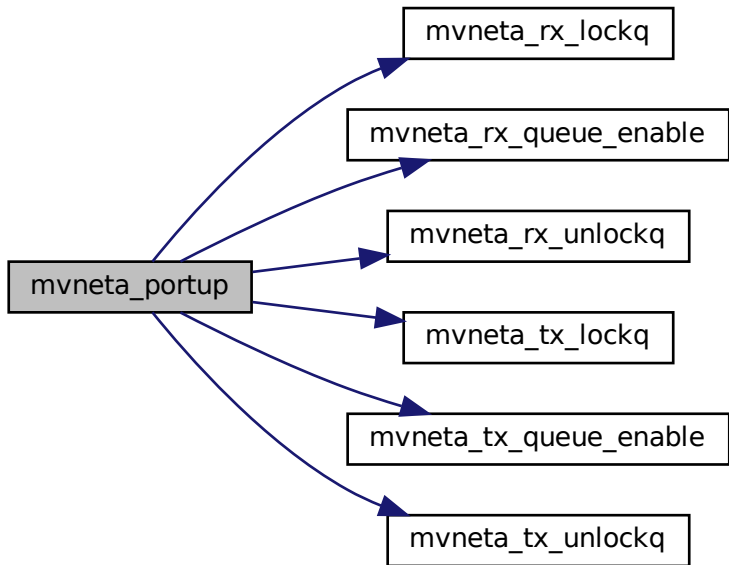 mvneta_rx_lockq
mvneta_rx_queue_enable
mvneta_rx_unlockq
mvneta_portup
mvneta_tx_lockq
mvneta_tx_queue_enable
mvneta_tx_unlockq